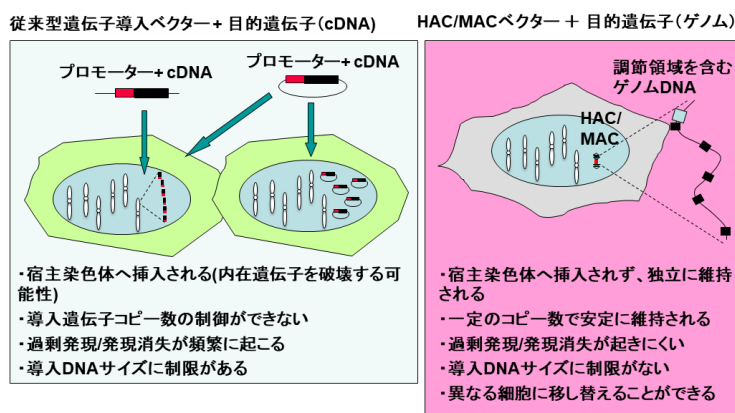 従来型遺伝子導入ベクター+目的遺伝子(cDNA)
プロモーター+cDNA
プロモーター+cDNA
・宿主染色体へ挿入される(内在遺伝子を破壊する可
能性)
・導入遺伝子コピー数の制御ができない
・過剰発現/発現消失が頻繁に起こる
・導入DNAサイズに制限がある
HAC/MACベクター + 目的遺伝子(ゲノム)
調節領域を含む
ゲノムDNA
HAC/
MAC
・宿主染色体へ挿入されず、独立に維持
される
・一定のコピー数で安定に維持される
・過剰発現/発現消失が起きにくい
・導入DNAサイズに制限がない
・異なる細胞に移し替えることができる